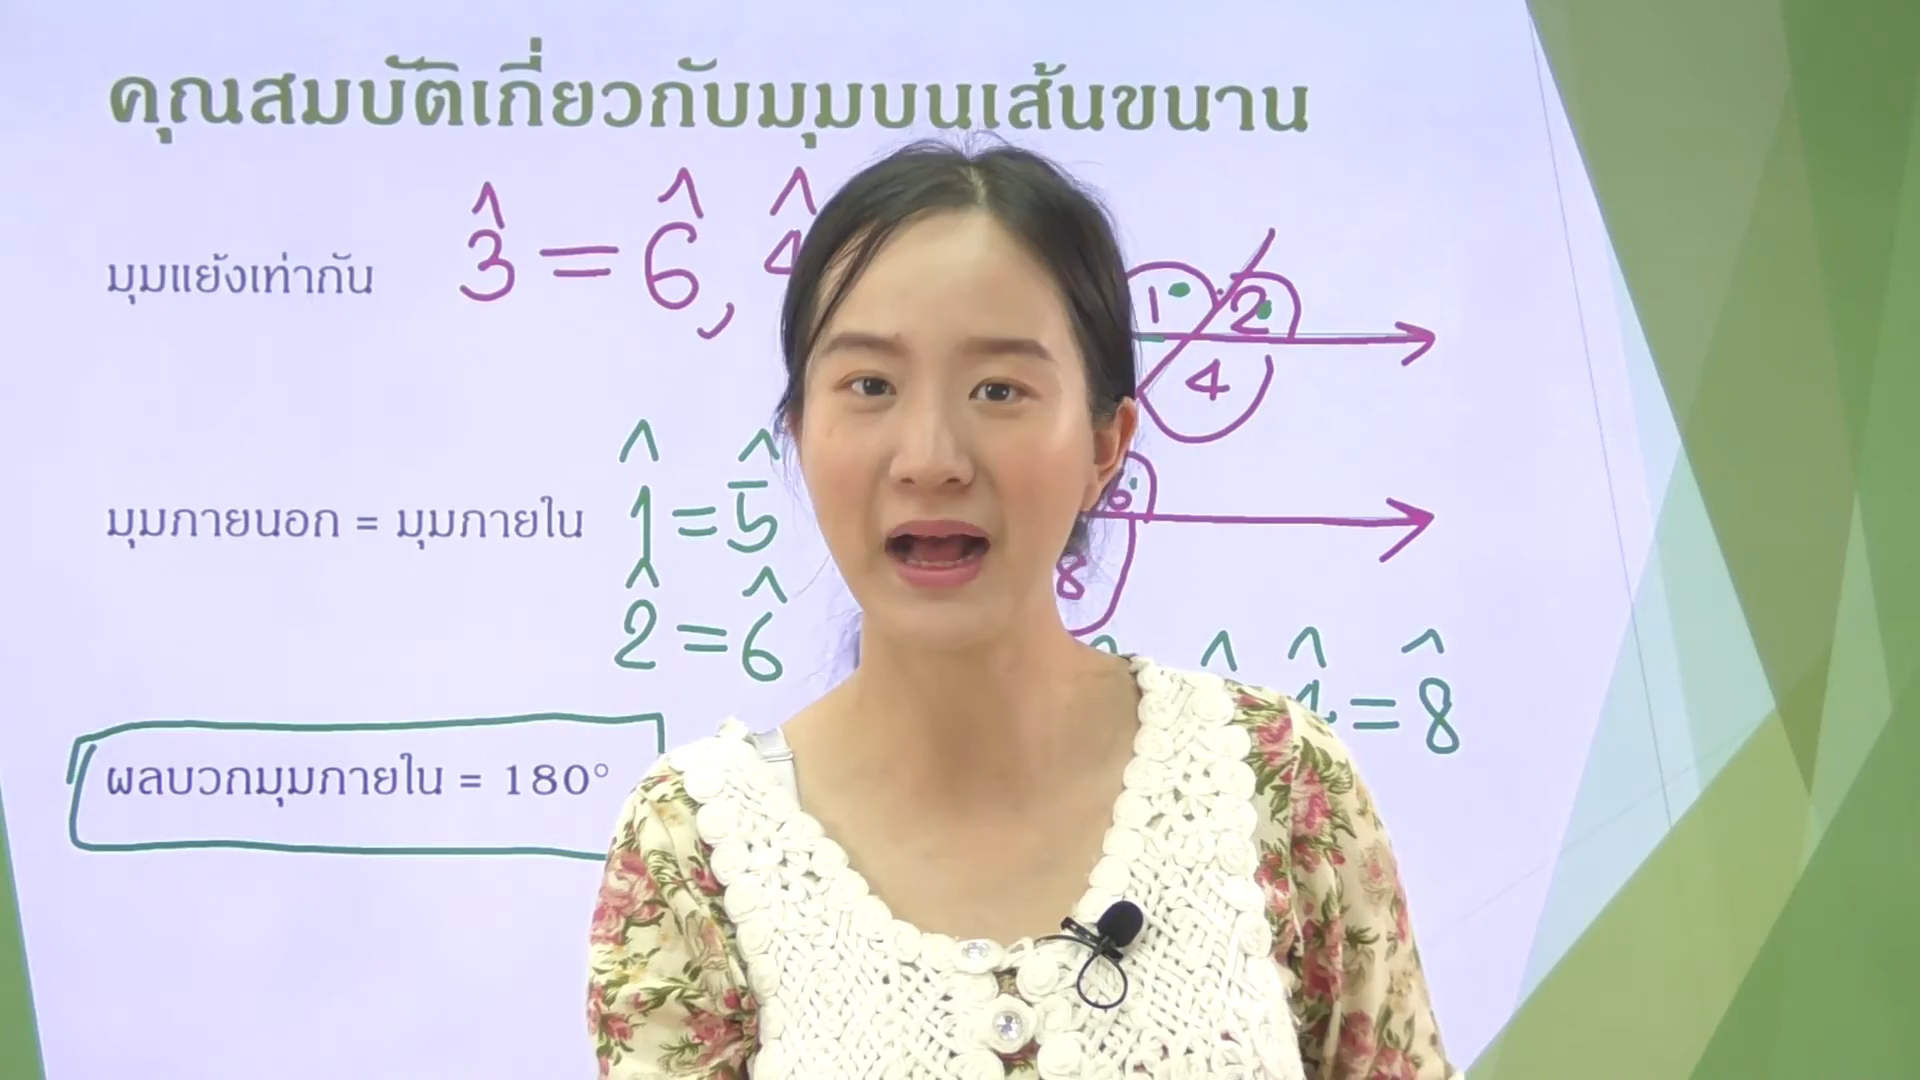 คุณสมบัติเกี่ยวกับมุมบนเส้นขนาน
มุมแย้งเท่ากัน 3̂ = 6̂, 4̂
1 2
4
มุมภายนอก = มุมภายใน 1̂ = 5̂
6
8
2̂ = 6̂
4̂ = 8̂
ผลบวกมุมภายใน = 180°